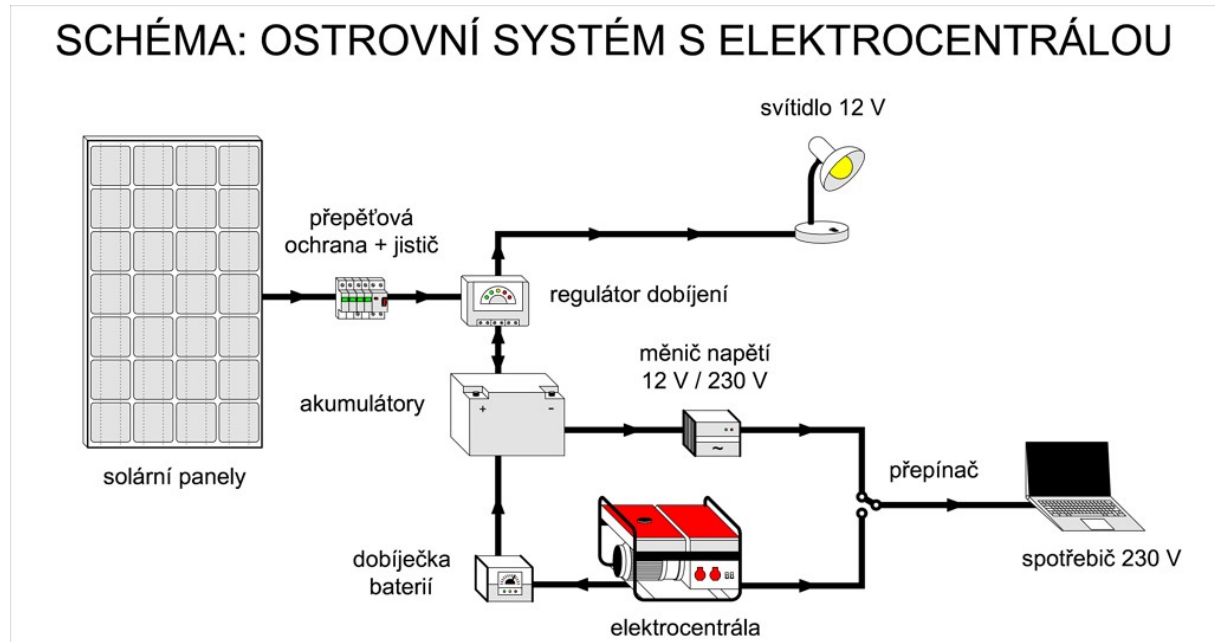 SCHÉMA: OSTROVNÍ SYSTÉM S ELEKTROCENTRÁLOU
svítidlo 12 V
přepěťová
ochrana + jistič
regulátor dobíjení
měnič napětí
12 V / 230 V
akumulátory
+ -
~
solární panely
přepínač
dobíječka
baterií
spotřebič 230 V
elektrocentrála